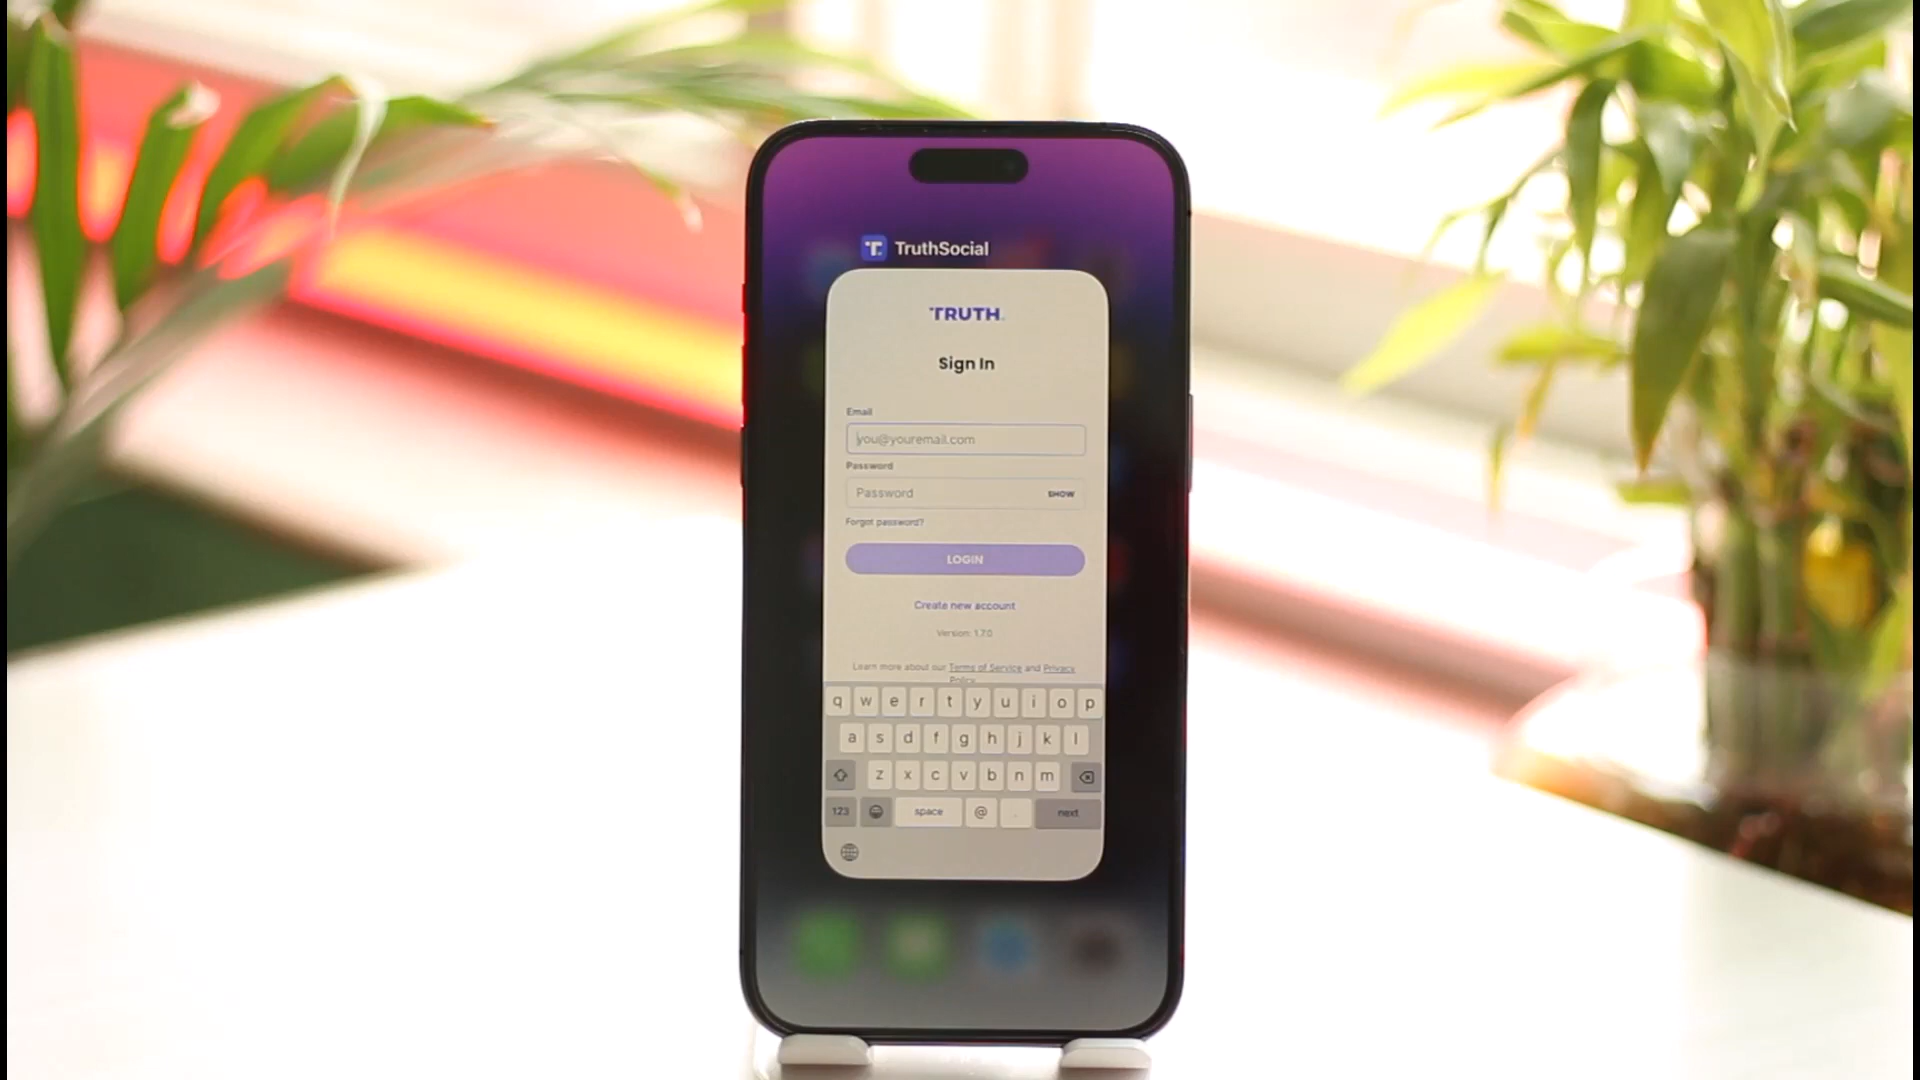 TruthSocial
TRUTH.
Sign In
Email
you@youremail.com
Password
Password SHOW
Forgot password?
LOGIN
Create new account
Version: 1.7.0
Learn more about our Terms of Service and Privacy
Policy
q w e r t y u i o p
a s d f g h j k l
z x c v b n m
123 space @ . next